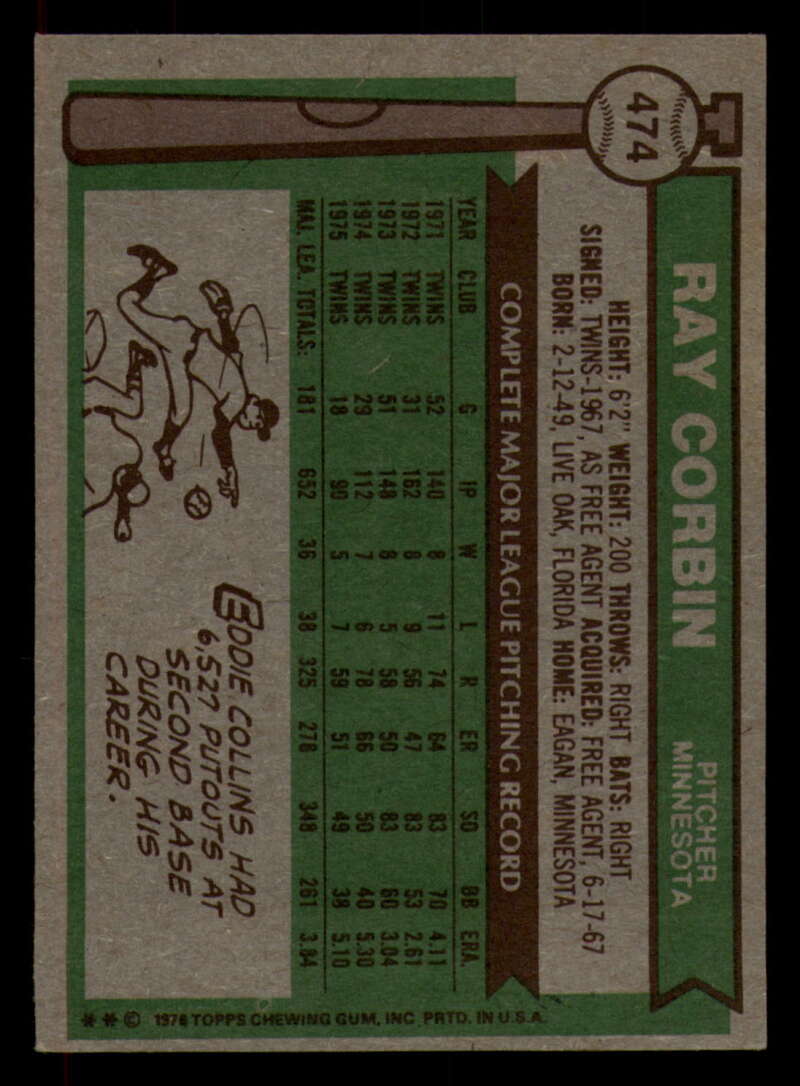 474
RAY CORBIN
PITCHER
MINNESOTA
HEIGHT: 6'2" WEIGHT: 200 THROWS: RIGHT BATS: RIGHT
SIGNED: TWINS-1967, AS FREE AGENT ACQUIRED: FREE AGENT, 6-17-67
BORN: 2-12-49, LIVE OAK, FLORIDA HOME: EAGAN, MINNESOTA
COMPLETE MAJOR LEAGUE PITCHING RECORD
YEAR CLUB G IP W L R ER SO BB ERA
1971 TWINS 52 140 8 11 74 64 83 70 4.11
1972 TWINS 31 162 8 9 56 47 83 53 2.61
1973 TWINS 51 148 8 5 58 50 83 60 3.04
1974 TWINS 29 112 7 6 78 66 50 40 5.30
1975 TWINS 18 90 5 7 59 51 49 38 5.10
MAJ. LEA. TOTALS: 181 652 36 38 325 278 348 261 3.84
EDDIE COLLINS HAD
6,527 PUTOUTS AT
SECOND BASE
DURING HIS
CAREER.
** © 1976 TOPPS CHEWING GUM, INC. PRTD. IN U.S.A.